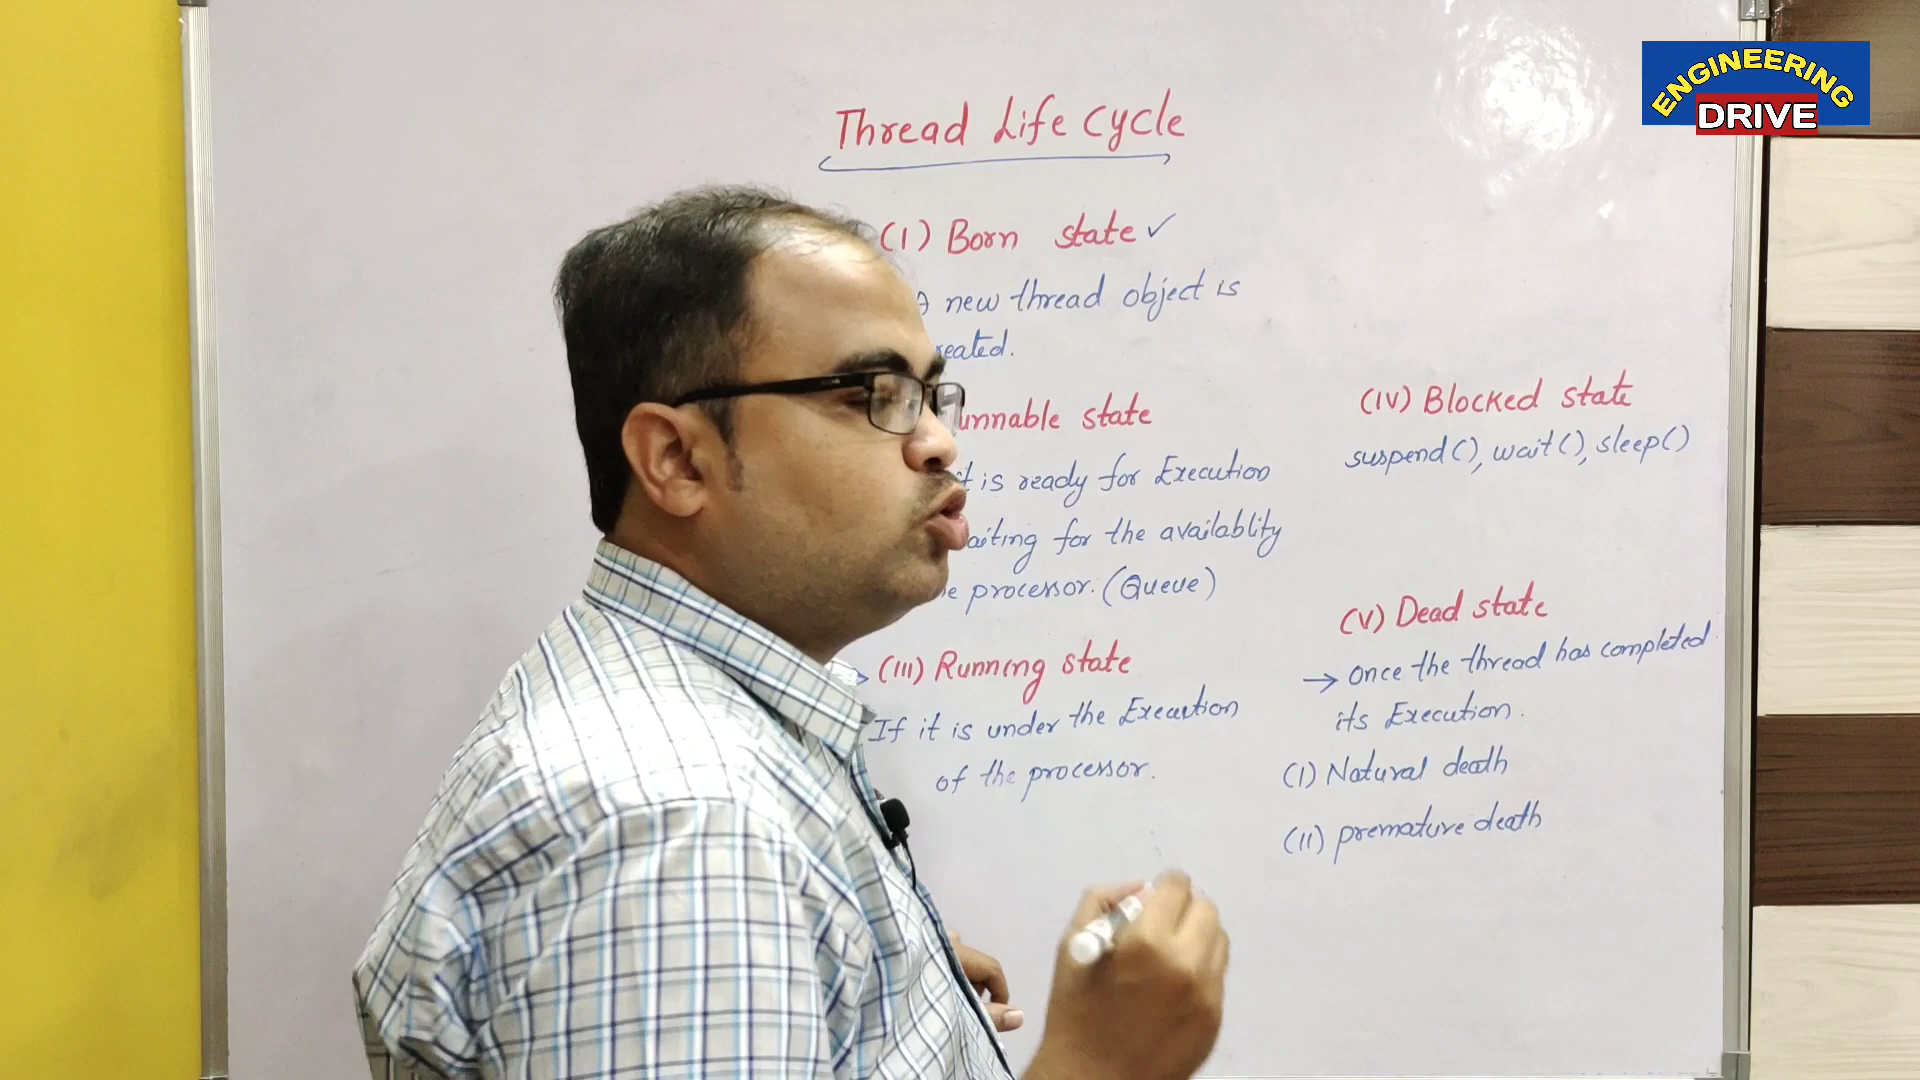 ENGINEERING
DRIVE
Thread Life Cycle
(I) Born state ✓
new thread object is
(IV) Blocked state
suspend(), wait(), sleep()
state
is ready for Execution
for the availablity
processor. (Queue)
(III) Running state
If it is under the Execution
of the processor.
(V) Dead state
→ Once the thread has completed
its Execution.
(I) Natural death
(II) premature death